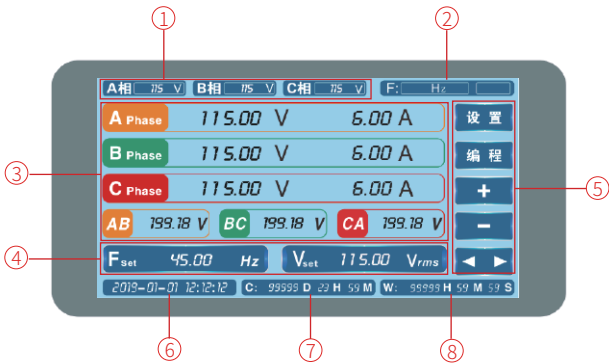 ① ②
A相 115 V B相 115 V C相 115 V F: Hz
A Phase 115.00 V 6.00 A 设置
B Phase 115.00 V 6.00 A 编程
③ C Phase 115.00 V 6.00 A + ⑤
AB 199.18 V BC 199.18 V CA 199.18 V −
④ Fset 45.00 Hz Vset 115.00 Vrms ◀ ▶
2019-01-01 12:12:12 C: 99999 D 23 H 59 M W: 99999 H 59 M 59 S
⑥ ⑦ ⑧